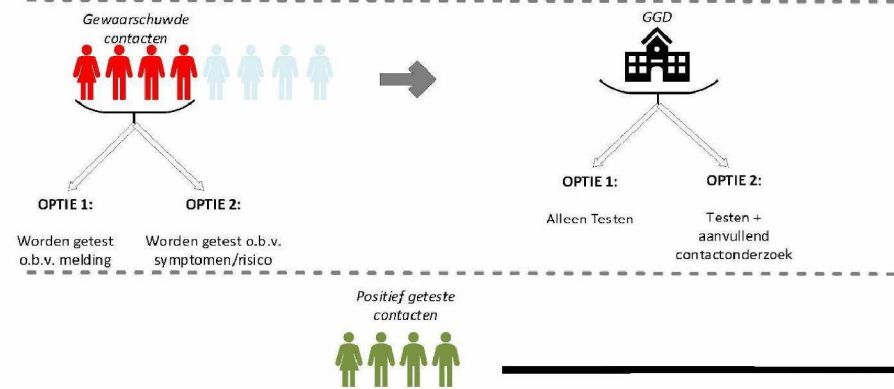 Gewaarschuwde
contacten
GGD
OPTIE 1:
OPTIE 2:
Worden getest
o.b.v. melding
Worden getest o.b.v.
symptomen/risico
OPTIE 1:
OPTIE 2:
Alleen Testen
Testen +
aanvullend
contactonderzoek
Positief geteste
contacten